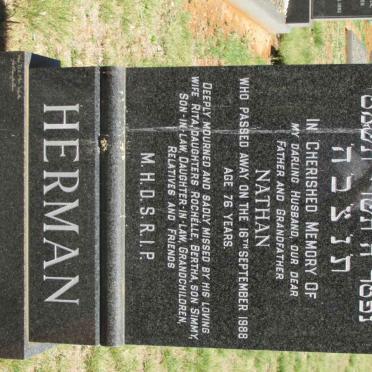 ת נ צ ב ה
IN CHERISHED MEMORY OF
MY DARLING HUSBAND, OUR DEAR
FATHER AND GRANDFATHER
NATHAN
WHO PASSED AWAY ON THE 16TH SEPTEMBER 1988
AGE 76 YEARS.
DEEPLY MOURNED AND SADLY MISSED BY HIS LOVING
WIFE RITA, DAUGHTERS ROCHELLE, BERTHA, SON SIMMY,
SON-IN-LAW, DAUGHTER-IN-LAW, GRANDCHILDREN,
RELATIVES AND FRIENDS
M.H.D.S.R.I.P.
HERMAN